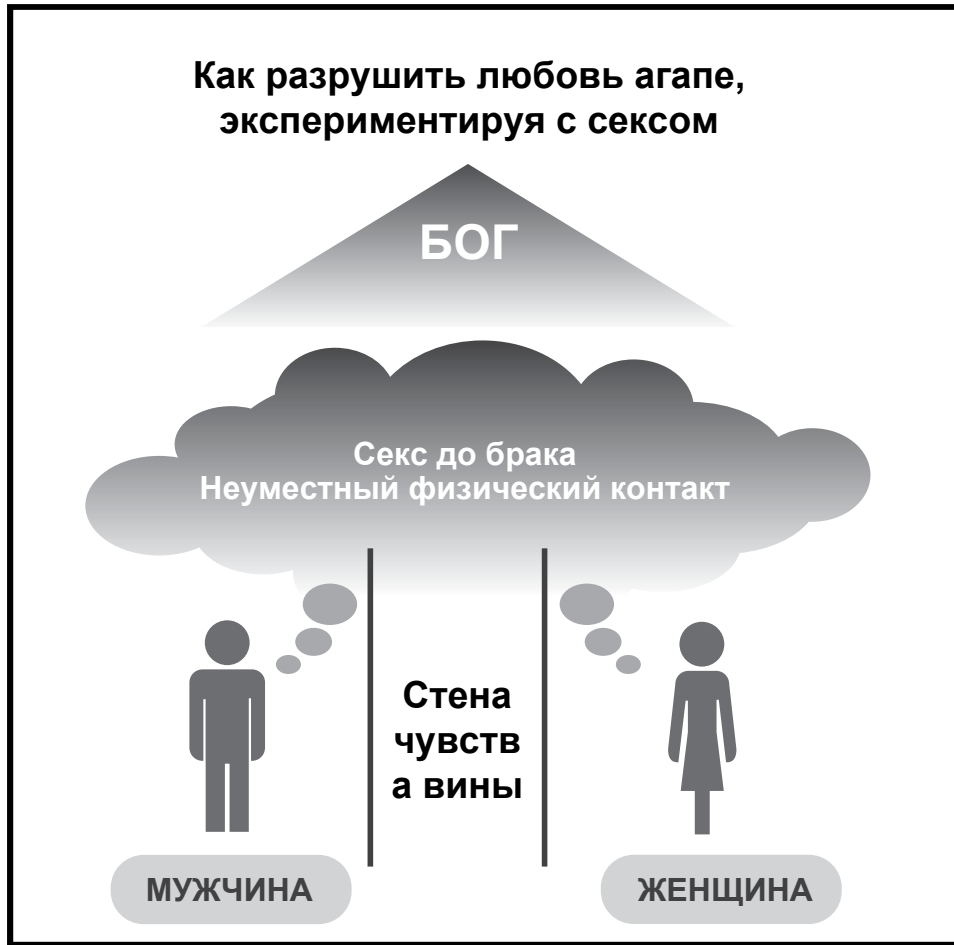 Как разрушить любовь агапе,
экспериментируя с сексом
БОГ
Секс до брака
Неуместный физический контакт
Стена
чувств
а вины
МУЖЧИНА
ЖЕНЩИНА